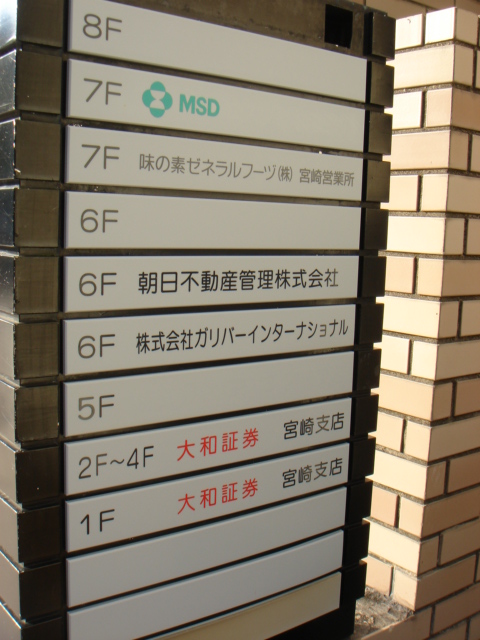 8F
7F MSD
7F 味の素ゼネラルフーヅ(株) 宮崎営業所
6F
6F 朝日不動産管理株式会社
6F 株式会社ガリバーインターナショナル
5F
2F～4F 大和証券 宮崎支店
1F 大和証券 宮崎支店